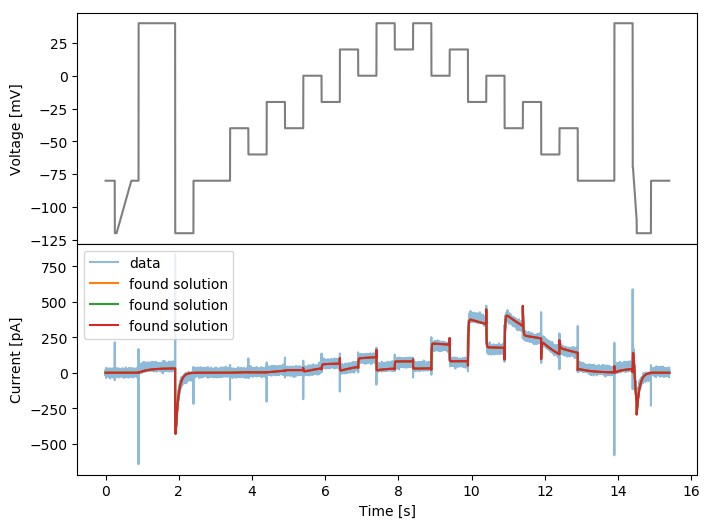 25
0
−25
−50
−75
−100
−125
Voltage [mV]
data
found solution
found solution
found solution
750
500
250
0
−250
−500
Current [pA]
0 2 4 6 8 10 12 14 16
Time [s]